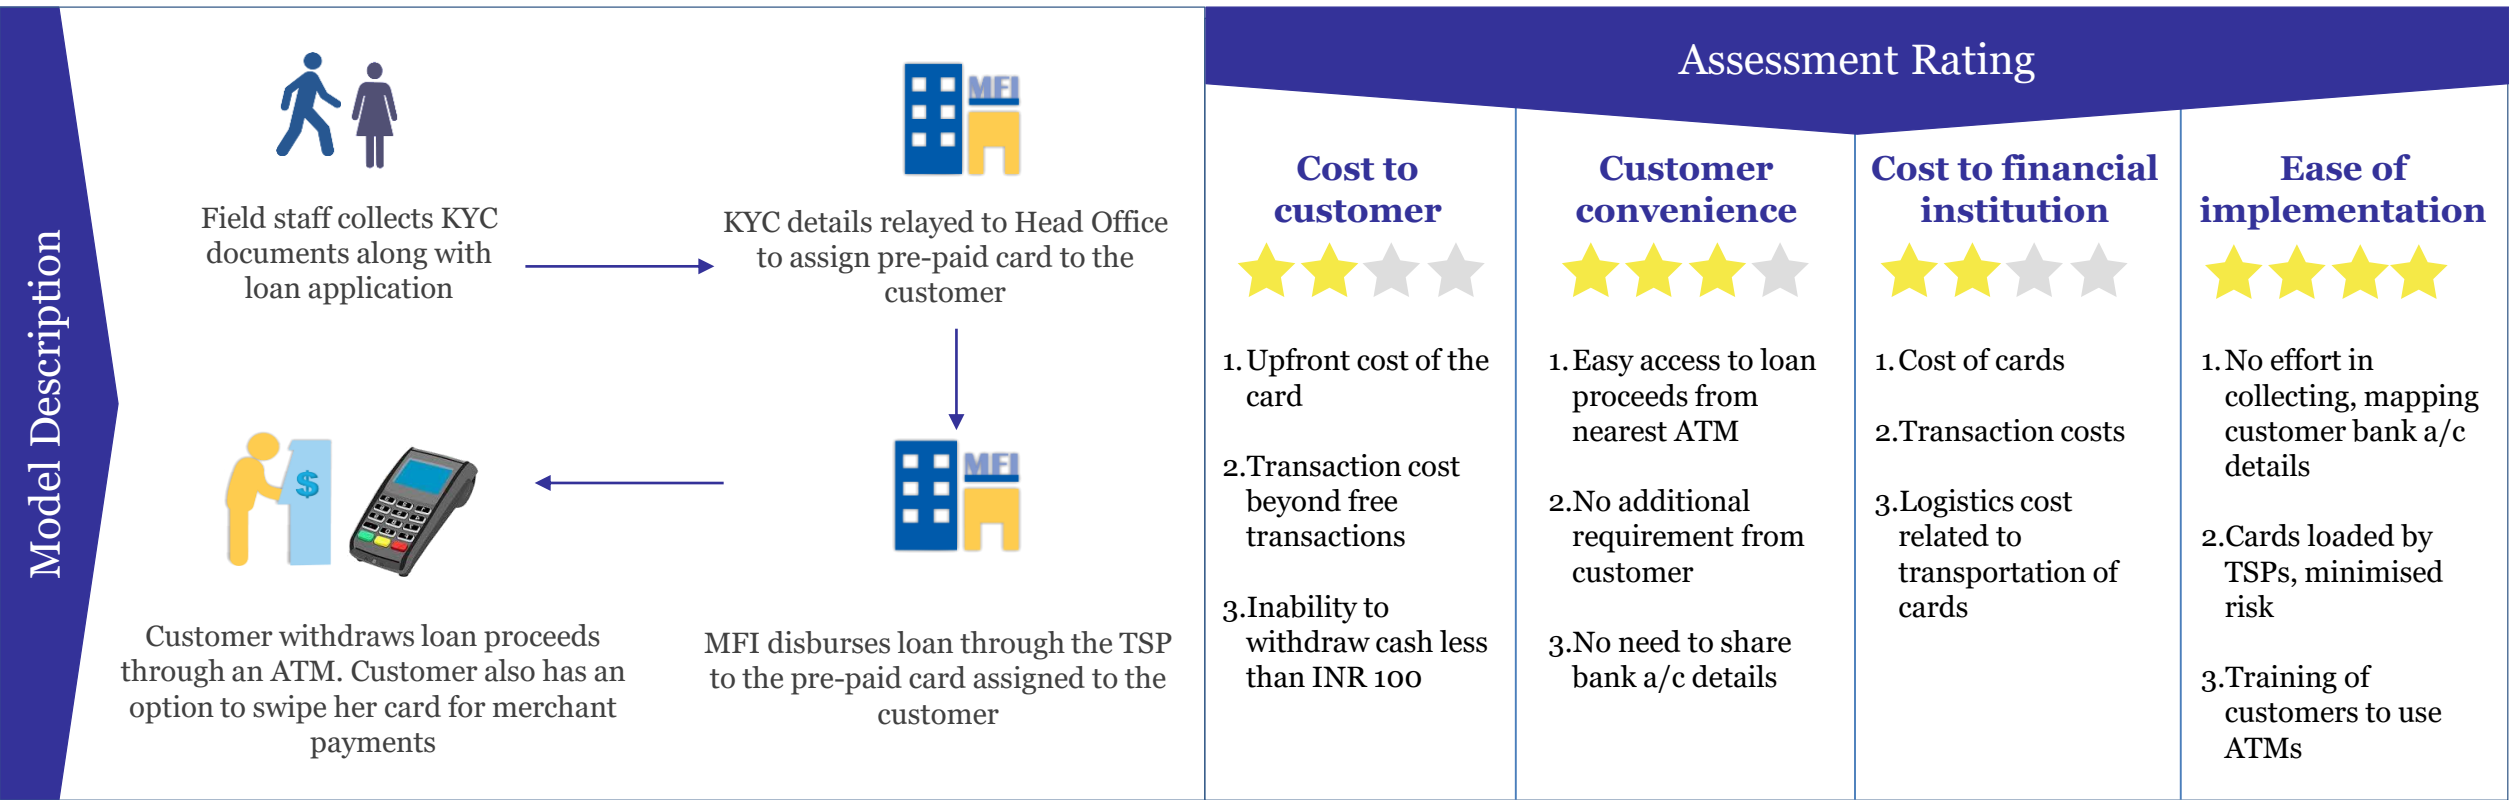 Model Description
Field staff collects KYC
documents along with
loan application
MFI
KYC details relayed to Head Office
to assign pre-paid card to the
customer
MFI
MFI disburses loan through the TSP
to the pre-paid card assigned to the
customer
$
Customer withdraws loan proceeds
through an ATM. Customer also has an
option to swipe her card for merchant
payments
Assessment Rating
Cost to
customer
1. Upfront cost of the
card
2.Transaction cost
beyond free
transactions
3.Inability to
withdraw cash less
than INR 100
Customer
convenience
1. Easy access to loan
proceeds from
nearest ATM
2.No additional
requirement from
customer
3.No need to share
bank a/c details
Cost to financial
institution
1. Cost of cards
2.Transaction costs
3.Logistics cost
related to
transportation of
cards
Ease of
implementation
1. No effort in
collecting, mapping
customer bank a/c
details
2.Cards loaded by
TSPs, minimised
risk
3.Training of
customers to use
ATMs